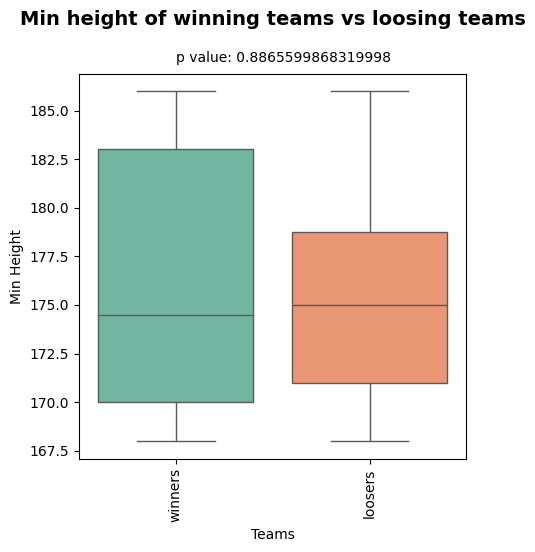 Min height of winning teams vs loosing teams
p value: 0.8865599868319998
Min Height
185.0
182.5
180.0
177.5
175.0
172.5
170.0
167.5
winners
loosers
Teams